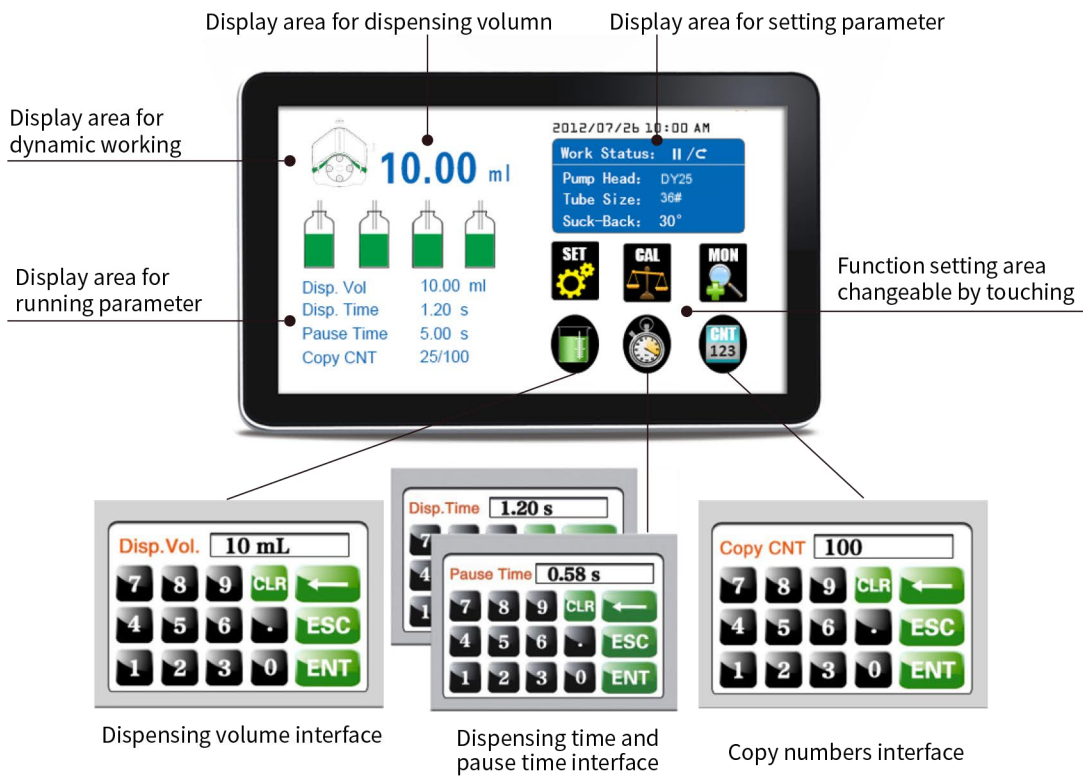 Display area for dispensing volumn
Display area for setting parameter
Display area for
dynamic working
10.00 ml
2012/07/26 10:00 AM
Work Status: II /
Pump Head: DY25
Tube Size: 36#
Suck-Back: 30°
SET
CAL
MON
Display area for
running parameter
Disp. Vol 10.00 ml
Disp. Time 1.20 s
Pause Time 5.00 s
Copy CNT 25/100
Function setting area
changeable by touching
CNT
123
Disp.Vol. 10 mL
7 8 9 CLR ←
4 5 6 . ESC
1 2 3 0 ENT
Dispensing volume interface
Disp.Time 1.20 s
7
4
1
Pause Time 0.58 s
7 8 9 CLR ←
4 5 6 . ESC
1 2 3 0 ENT
Dispensing time and
pause time interface
Copy CNT 100
7 8 9 CLR ←
4 5 6 . ESC
1 2 3 0 ENT
Copy numbers interface